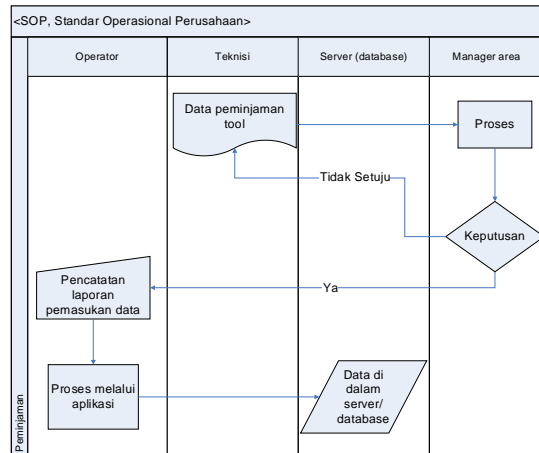 <SOP, Standar Operasional Perusahaan>
Operator
Teknisi
Server (database)
Manager area
Data peminjaman
tool
Proses
Tidak Setuju
Keputusan
Pencatatan
laporan
pemasukan data
Ya
Proses melalui
aplikasi
Data di
dalam
server/
database
Peminjaman